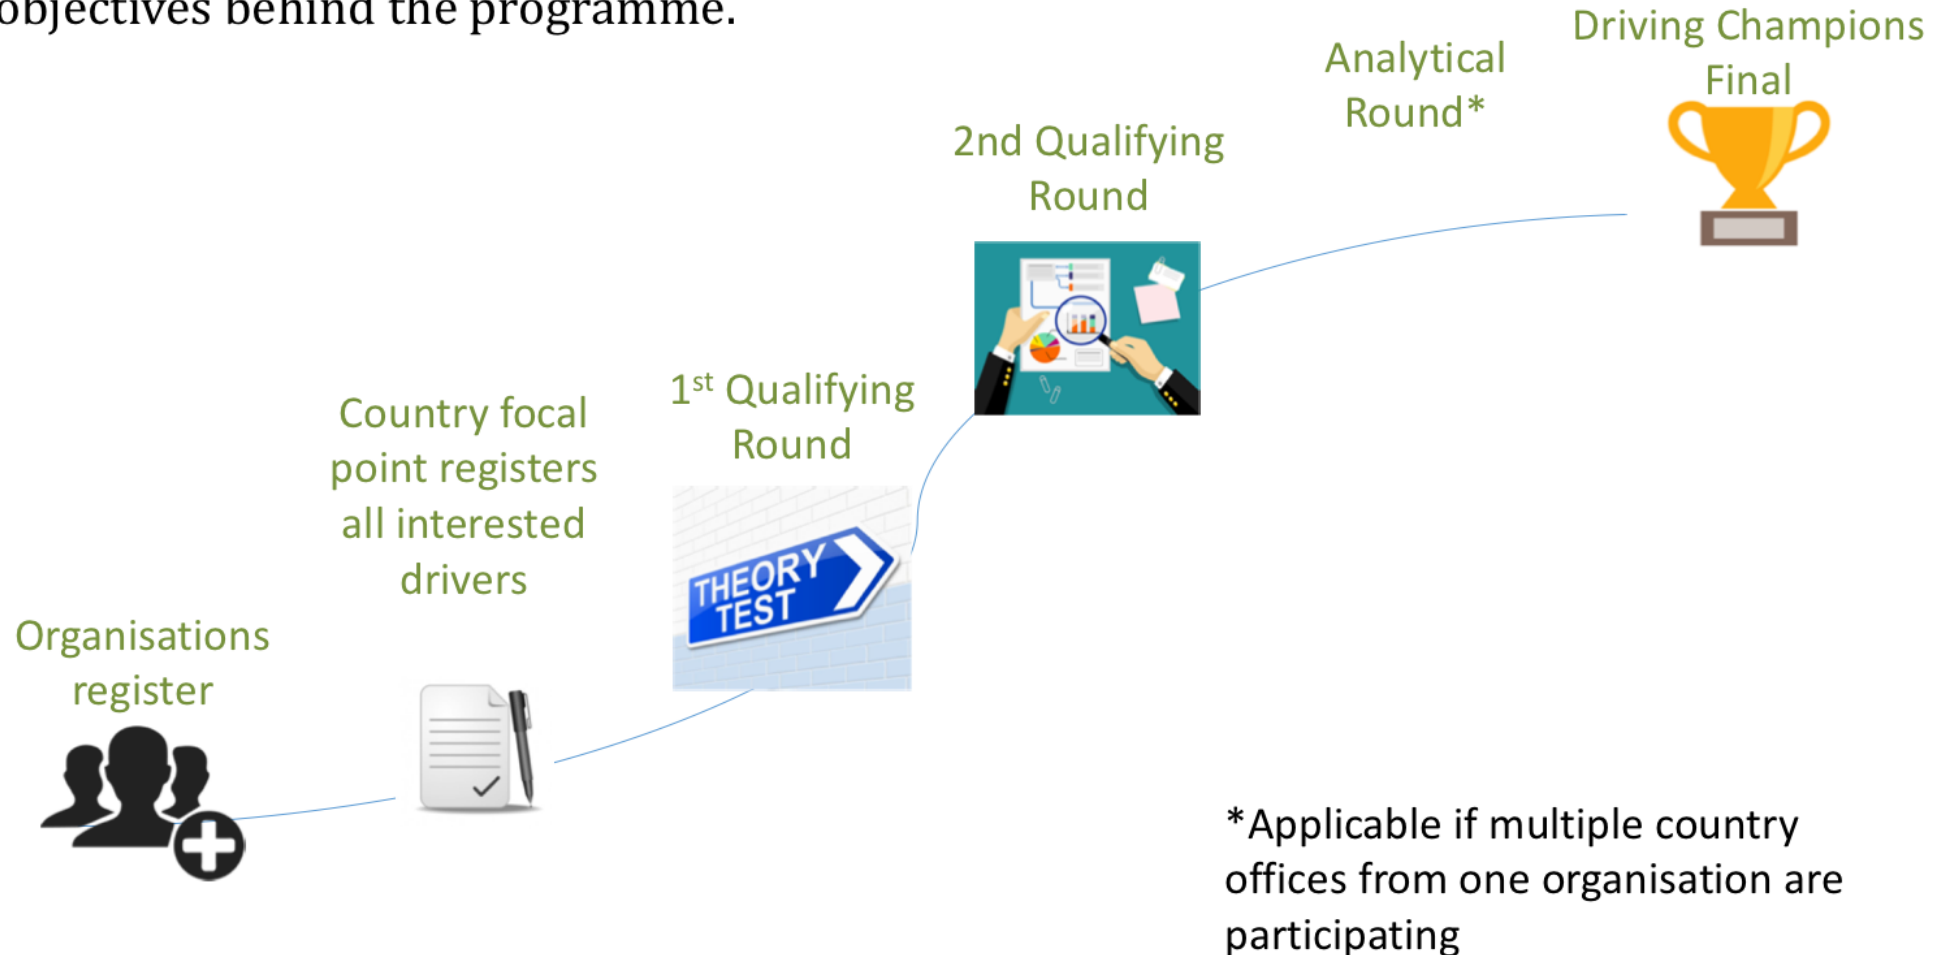 objectives behind the programme.
Organisations
register
Country focal
point registers
all interested
drivers
1st Qualifying
Round
THEORY
TEST
2nd Qualifying
Round
Analytical
Round*
Driving Champions
Final
*Applicable if multiple country
offices from one organisation are
participating